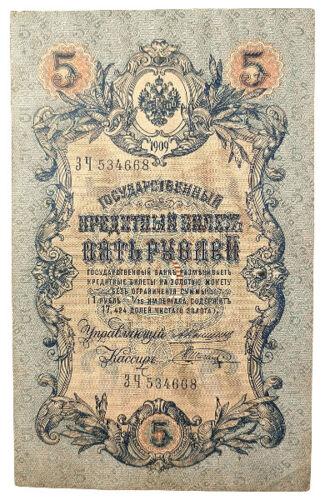 5 5
1909
ЗЧ 534668
ГОСУДАРСТВЕННЫЙ
КРЕДИТНЫЙ БИЛЕТЪ
ПЯТЬ РУБЛЕЙ
ГОСУДАРСТВЕННЫЙ БАНКЪ РАЗМѢНИВАЕТЪ
КРЕДИТНЫЕ БИЛЕТЫ НА ЗОЛОТУЮ МОНЕТУ
БЕЗЪ ОГРАНИЧЕНІЯ СУММЫ
(1 РУБЛЬ = 1/15 ИМПЕРІАЛА, СОДЕРЖИТЪ
17,424 ДОЛЕЙ ЧИСТАГО ЗОЛОТА).
Управляющій
Кассиръ
ЗЧ 534668
5